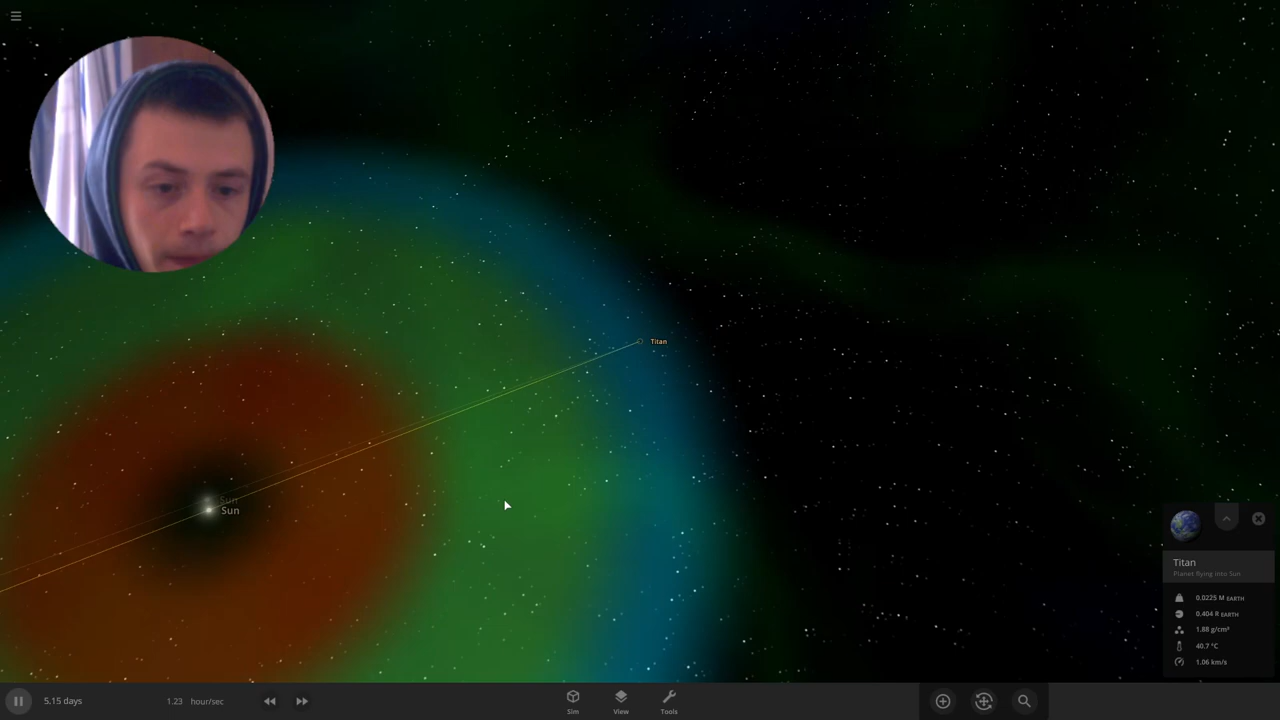 Titan
Sun
Sun
Titan
Planet flying into Sun
0.0225 M EARTH
0.404 R EARTH
1.88 g/cm³
40.7 °C
1.06 km/s
5.15 days
1.23 hour/sec
Sim
View
Tools